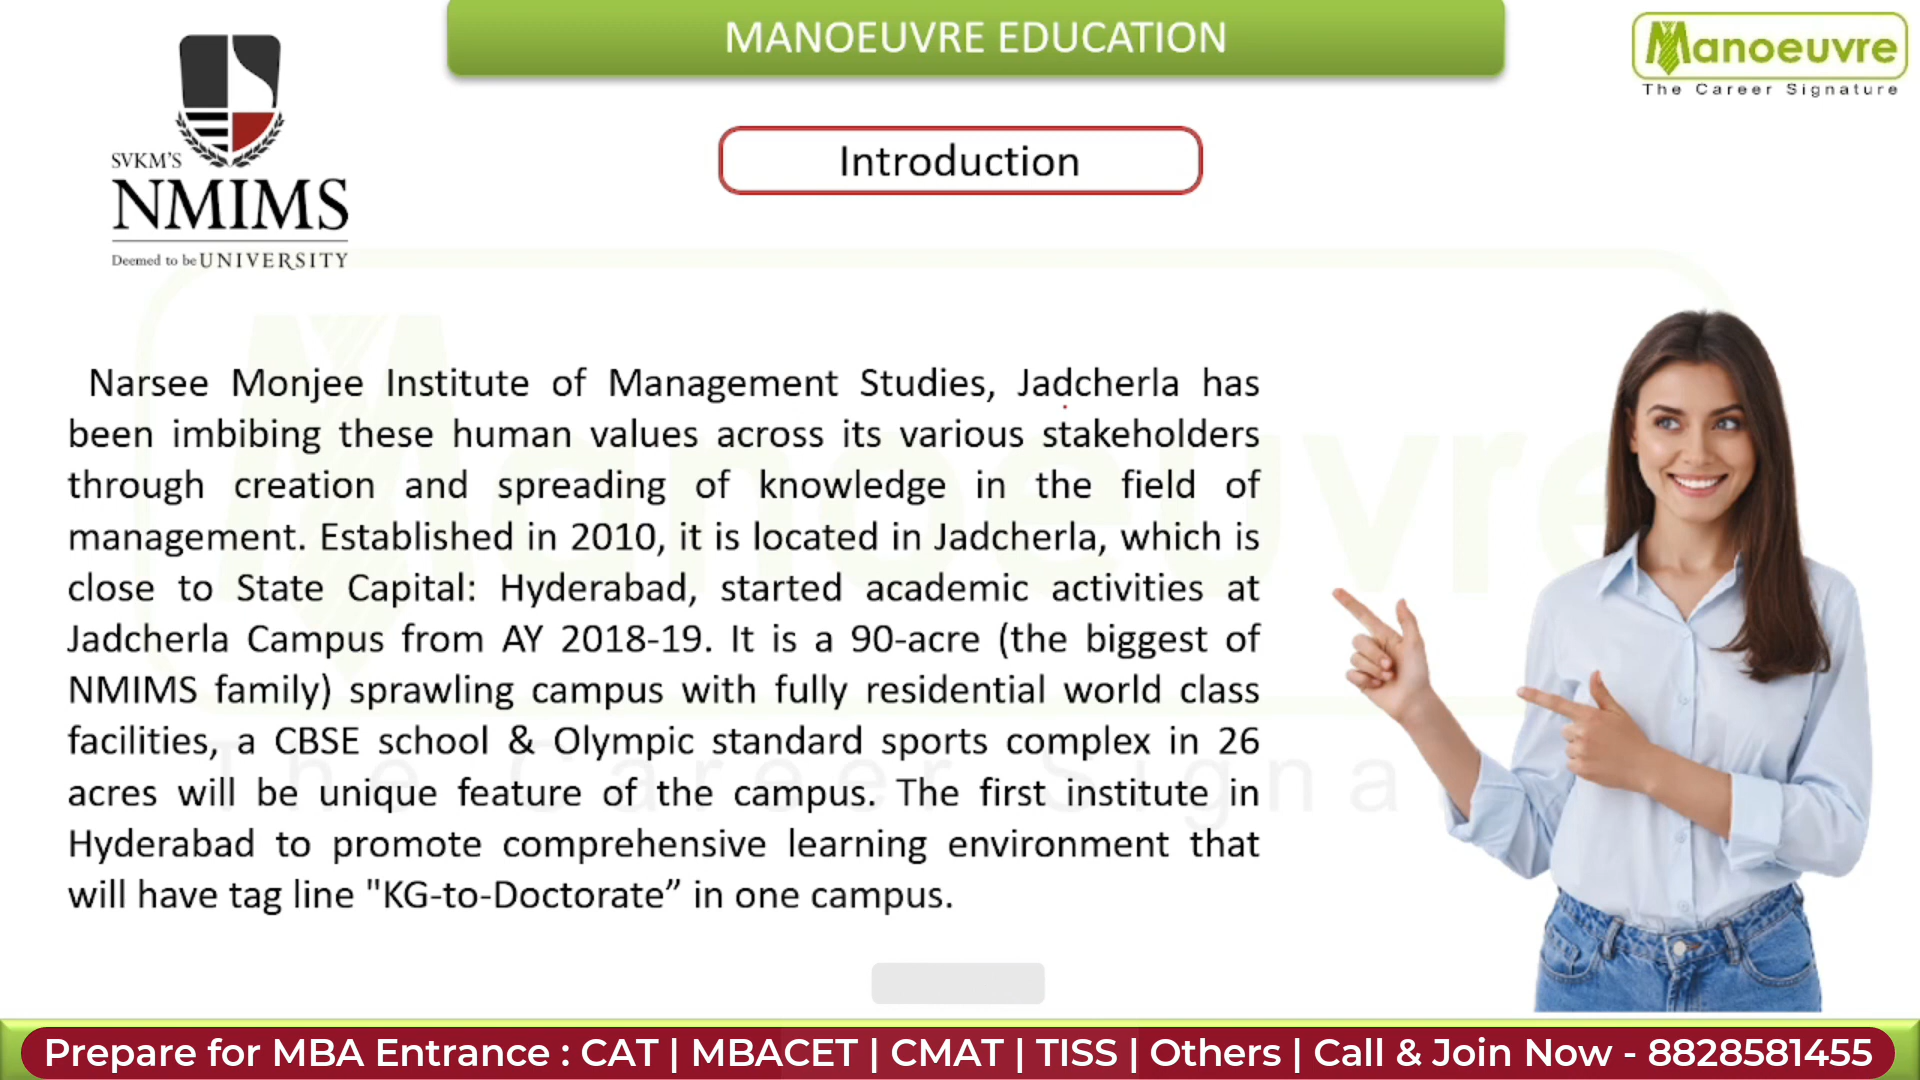 MANOEUVRE EDUCATION
Manoeuvre
The Career Signature
SVKM'S
NMIMS
Deemed to be UNIVERSITY
Introduction
Narsee Monjee Institute of Management Studies, Jadcherla has
been imbibing these human values across its various stakeholders
through creation and spreading of knowledge in the field of
management. Established in 2010, it is located in Jadcherla, which is
close to State Capital: Hyderabad, started academic activities at
Jadcherla Campus from AY 2018-19. It is a 90-acre (the biggest of
NMIMS family) sprawling campus with fully residential world class
facilities, a CBSE school & Olympic standard sports complex in 26
acres will be unique feature of the campus. The first institute in
Hyderabad to promote comprehensive learning environment that
will have tag line "KG-to-Doctorate” in one campus.
Manoeuvre
The Career Signa
Prepare for MBA Entrance : CAT | MBACET | CMAT | TISS | Others | Call & Join Now - 8828581455